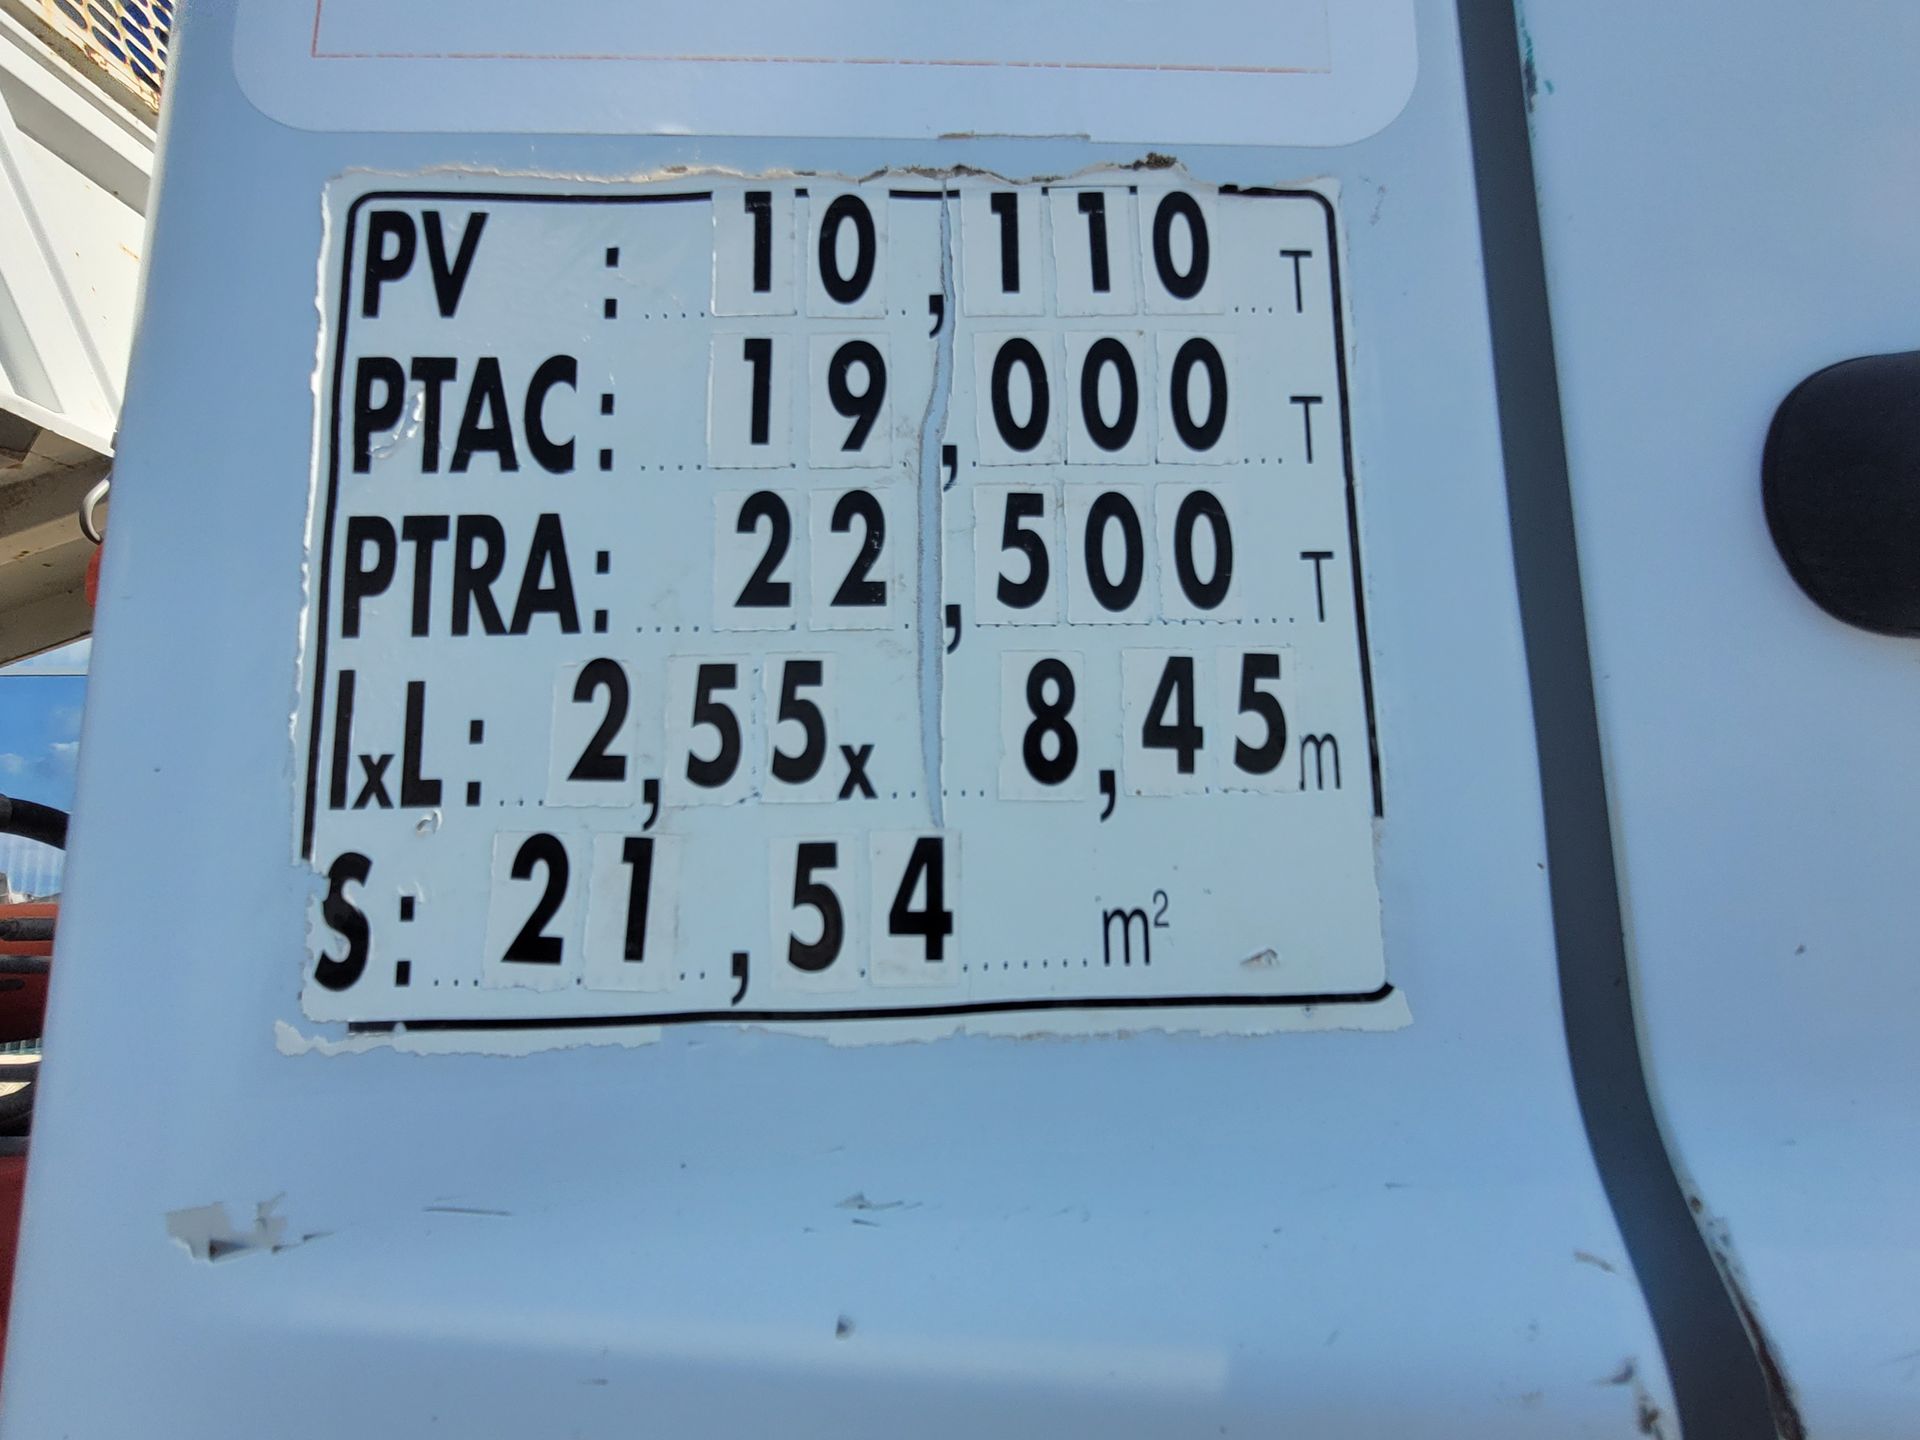 PV : 10,110 T
PTAC: 19,000 T
PTRA: 22,500 T
lxL: 2,55x 8,45m
S: 21,54 m²